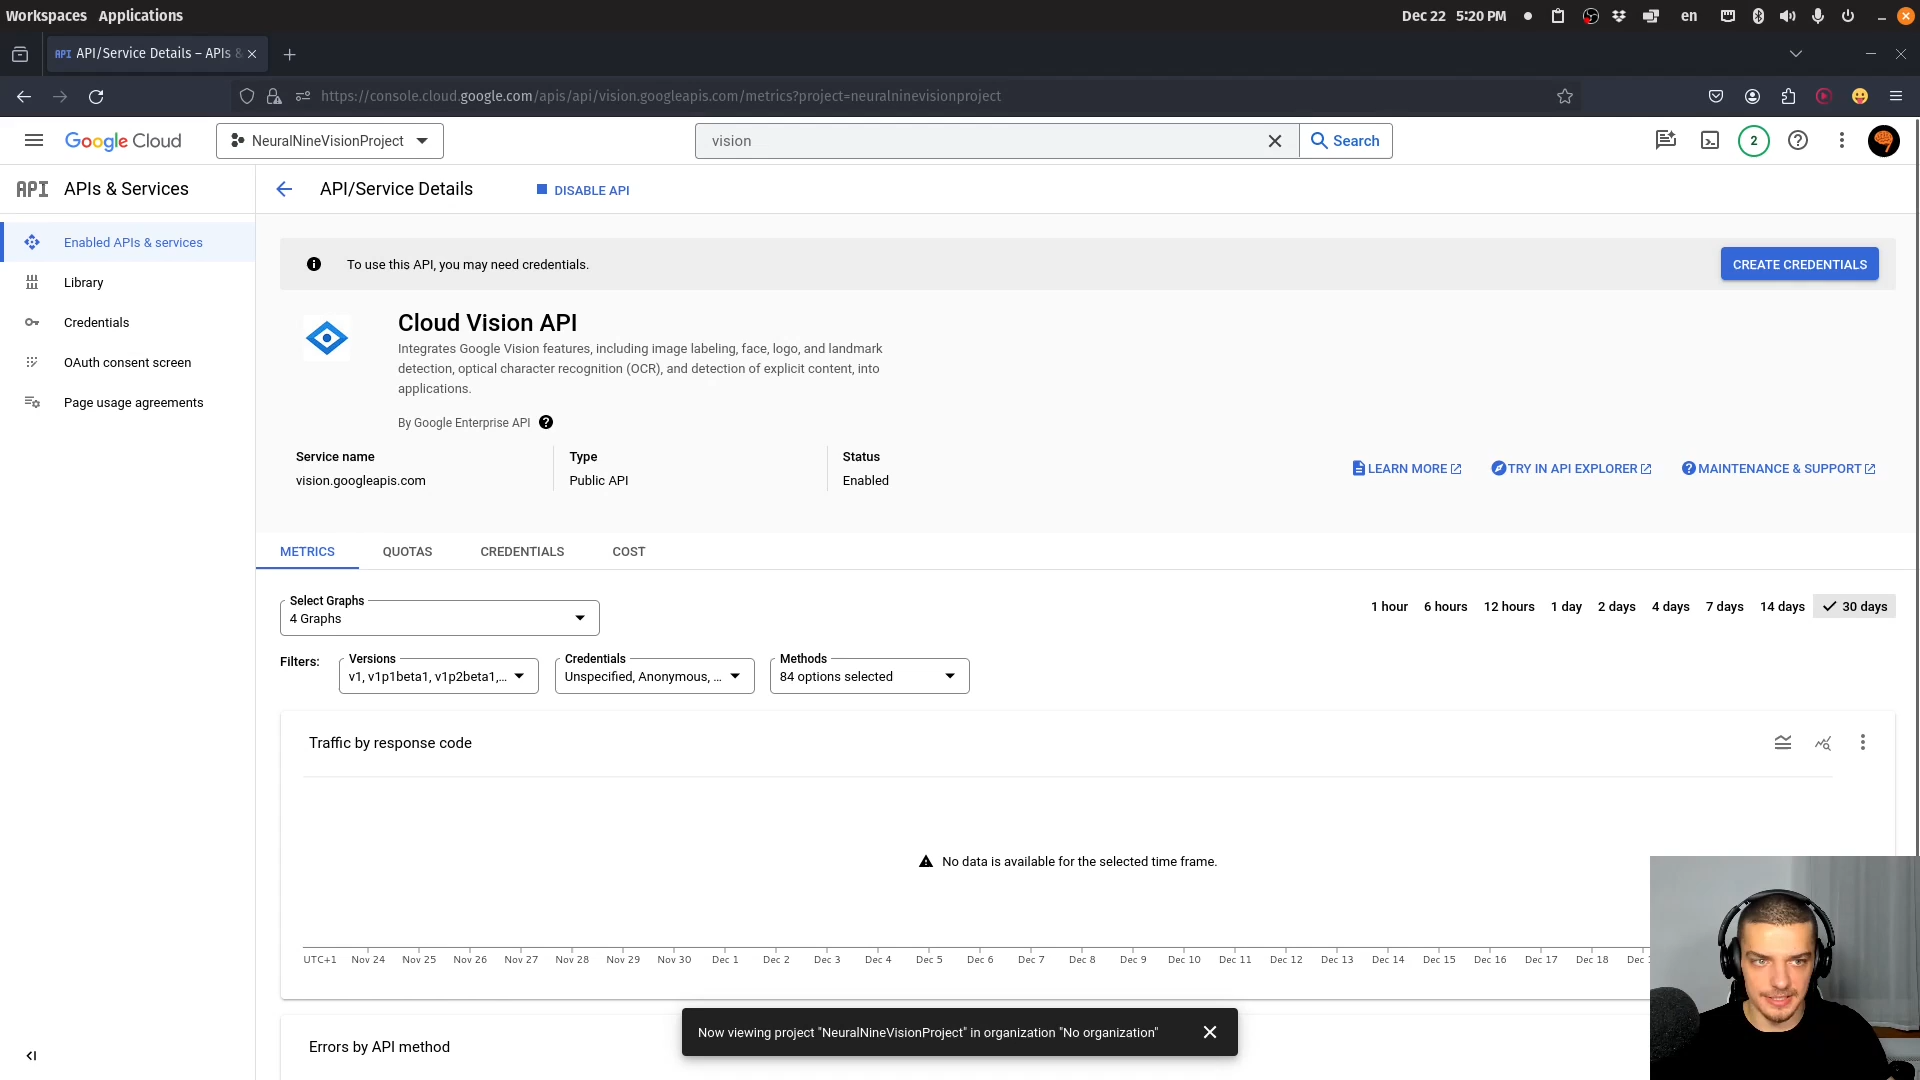 Workspaces Applications
Dec 22 5:20 PM
en
API API/Service Details – APIs &
https://console.cloud.google.com/apis/api/vision.googleapis.com/metrics?project=neuralninevisionproject
Google Cloud
NeuralNineVisionProject
vision
Search
2
API APIs & Services
API/Service Details
DISABLE API
Enabled APIs & services
Library
Credentials
OAuth consent screen
Page usage agreements
To use this API, you may need credentials.
CREATE CREDENTIALS
Cloud Vision API
Integrates Google Vision features, including image labeling, face, logo, and landmark
detection, optical character recognition (OCR), and detection of explicit content, into
applications.
By Google Enterprise API
Service name
vision.googleapis.com
Type
Public API
Status
Enabled
LEARN MORE
TRY IN API EXPLORER
MAINTENANCE & SUPPORT
METRICS QUOTAS CREDENTIALS COST
Select Graphs
4 Graphs
1 hour 6 hours 12 hours 1 day 2 days 4 days 7 days 14 days 30 days
Filters:
Versions
v1, v1p1beta1, v1p2beta1,...
Credentials
Unspecified, Anonymous, ...
Methods
84 options selected
Traffic by response code
No data is available for the selected time frame.
UTC+1 Nov 24 Nov 25 Nov 26 Nov 27 Nov 28 Nov 29 Nov 30 Dec 1 Dec 2 Dec 3 Dec 4 Dec 5 Dec 6 Dec 7 Dec 8 Dec 9 Dec 10 Dec 11 Dec 12 Dec 13 Dec 14 Dec 15 Dec 16 Dec 17 Dec 18 Dec
Now viewing project "NeuralNineVisionProject" in organization "No organization"
Errors by API method